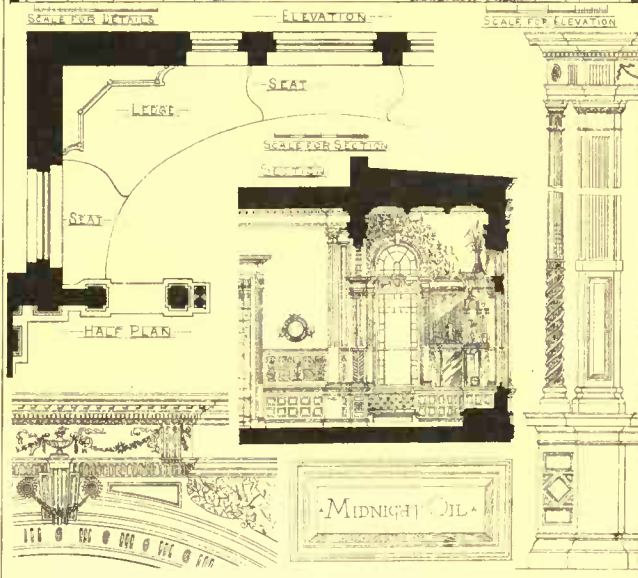 SCALE FOR DETAILS
ELEVATION
SCALE FOR ELEVATION
SEAT
LEDGE
SCALE FOR SECTION
SECTION
SEAT
HALF PLAN
·MIDNIGHT OIL·